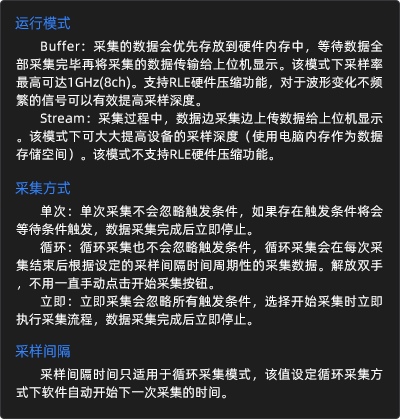 运行模式
Buffer：采集的数据会优先存放到硬件内存中，等待数据全
部采集完毕再将采集的数据传输给上位机显示。该模式下采样率
最高可达1GHz(8ch)。支持RLE硬件压缩功能，对于波形变化不频
繁的信号可以有效提高采样深度。
Stream：采集过程中，数据边采集边上传数据给上位机显示
。该模式下可大大提高设备的采样深度（使用电脑内存作为数据
存储空间）。该模式不支持RLE硬件压缩功能。
采集方式
单次：单次采集不会忽略触发条件，如果存在触发条件将会
等待条件触发，数据采集完成后立即停止。
循环：循环采集也不会忽略触发条件，循环采集会在每次采
集结束后根据设定的采样间隔时间周期性的采集数据。解放双手
，不用一直手动点击开始采集按钮。
立即：立即采集会忽略所有触发条件，选择开始采集时立即
执行采集流程，数据采集完成后立即停止。
采样间隔
采样间隔时间只适用于循环采集模式，该值设定循环采集方
式下软件自动开始下一次采集的时间。